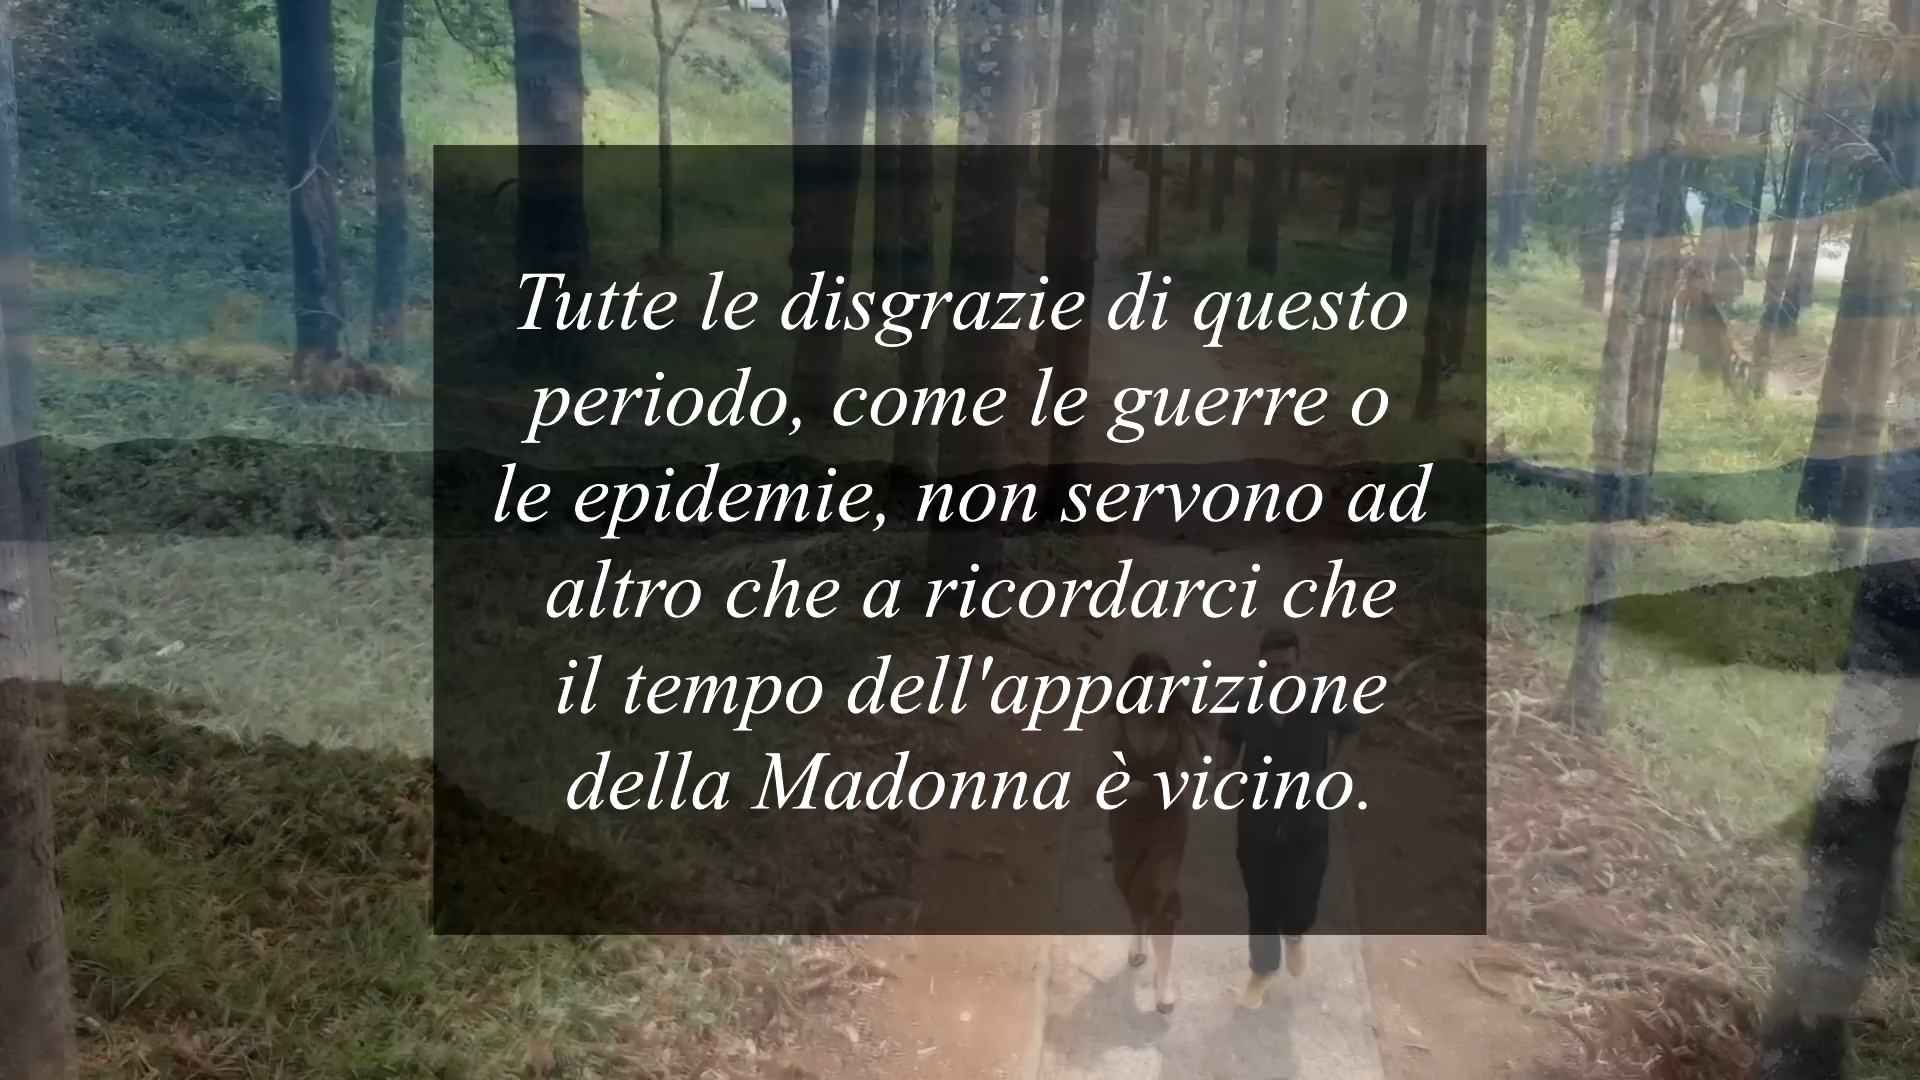 Tutte le disgrazie di questo
periodo, come le guerre o
le epidemie, non servono ad
altro che a ricordarci che
il tempo dell'apparizione
della Madonna è vicino.